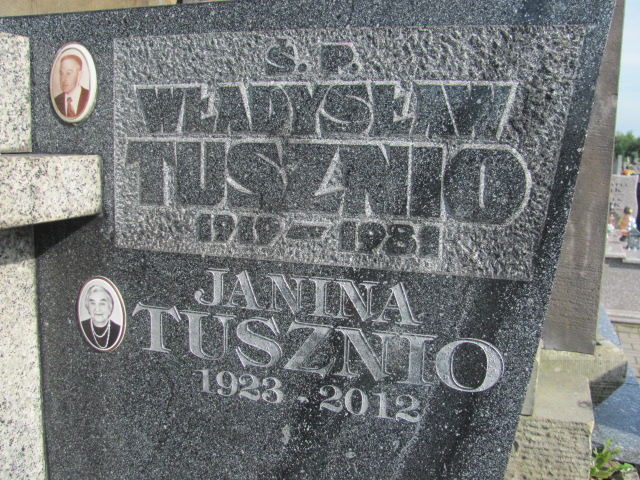 Ś. P.
WŁADYSŁAW
TUSZNIO
1919 - 1981
JANINA
TUSZNIO
1923 - 2012